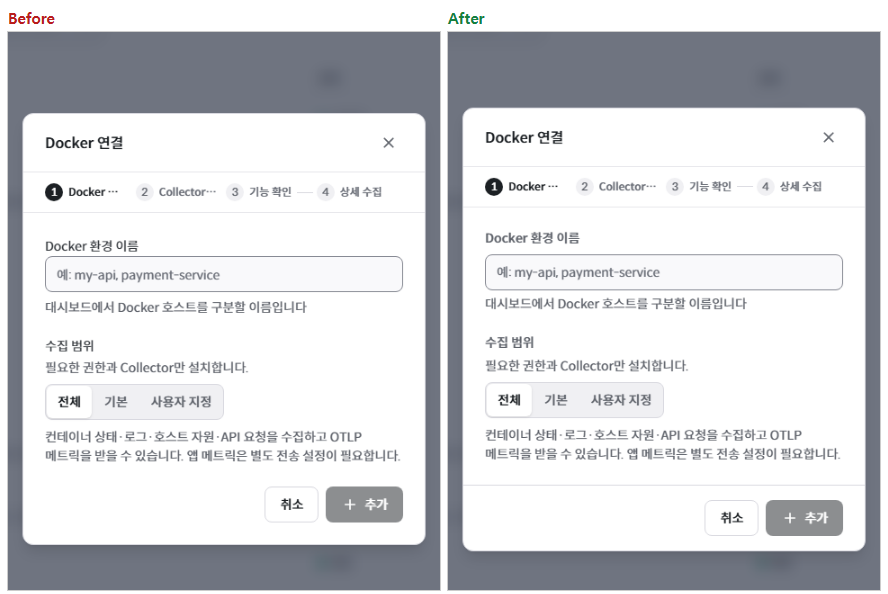 Before
Docker 연결
1 Docker ··· 2 Collector··· 3 기능 확인 4 상세 수집
Docker 환경 이름
예: my-api, payment-service
대시보드에서 Docker 호스트를 구분할 이름입니다
수집 범위
필요한 권한과 Collector만 설치합니다.
전체 기본 사용자 지정
컨테이너 상태·로그·호스트 자원·API 요청을 수집하고 OTLP
메트릭을 받을 수 있습니다. 앱 메트릭은 별도 전송 설정이 필요합니다.
취소 + 추가
After
Docker 연결
1 Docker ··· 2 Collector··· 3 기능 확인 4 상세 수집
Docker 환경 이름
예: my-api, payment-service
대시보드에서 Docker 호스트를 구분할 이름입니다
수집 범위
필요한 권한과 Collector만 설치합니다.
전체 기본 사용자 지정
컨테이너 상태·로그·호스트 자원·API 요청을 수집하고 OTLP
메트릭을 받을 수 있습니다. 앱 메트릭은 별도 전송 설정이 필요합니다.
취소 + 추가